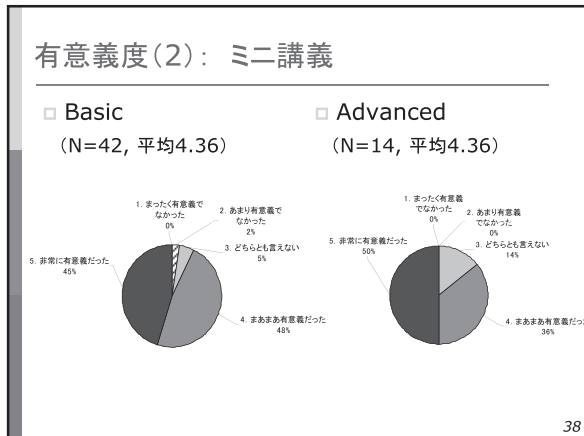 有意義度(2): ミニ講義
Basic
(N=42, 平均4.36)
1. まったく有意義で
なかった
0%
2. あまり有意義で
なかった
2%
3. どちらとも言えない
5%
5. 非常に有意義だった
45%
4. まあまあ有意義だった
48%
Advanced
(N=14, 平均4.36)
1. まったく有意義
でなかった
0%
2. あまり有意義
でなかった
0%
3. どちらとも言えない
14%
5. 非常に有意義だった
50%
4. まあまあ有意義だっ
36%
38